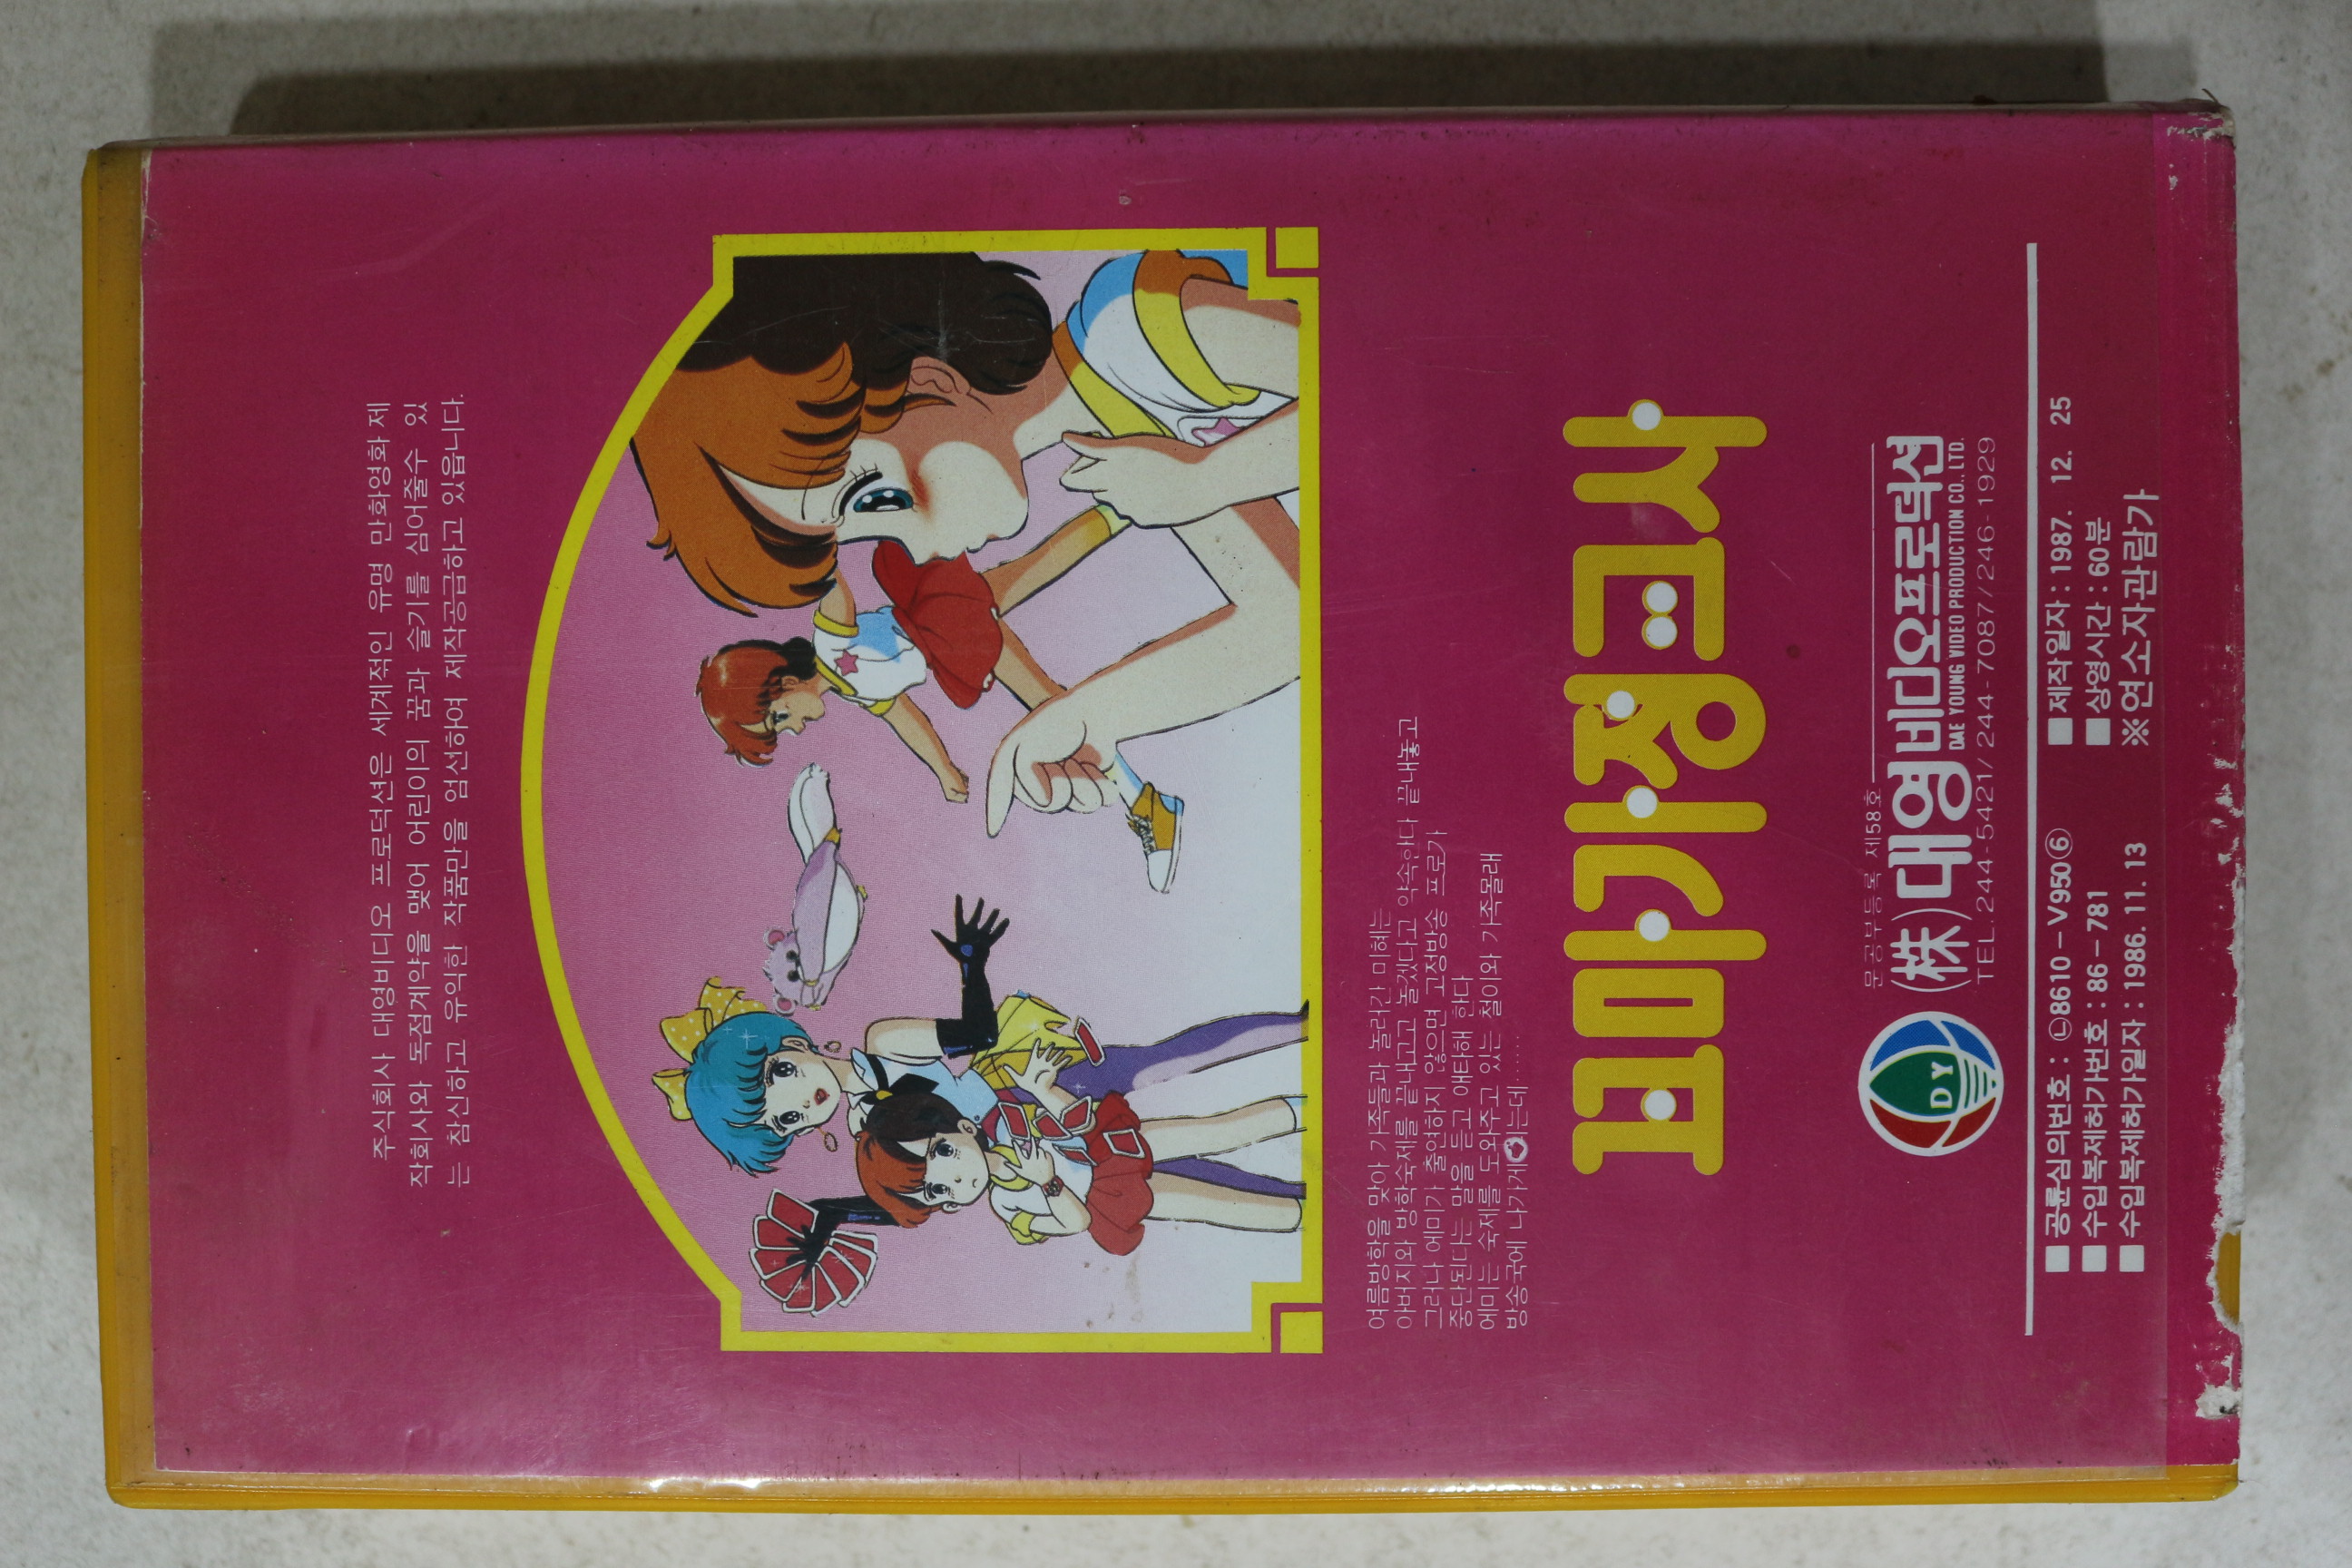 주식회사 대영비디오 프로덕션은 세계젂인 유명 만화영화 제
작회사와 독점계약을 맺어 어린이의 꿈과 슬기를 심어줄수 있
는 참신하고 유익한 작품만을 엄선하여 제작공급하고 있읍니다.
여름방학을 맞아 가족들과 놀러간 미혜는
아버지와 방학숙제를 끝내고고 놀겠다고 약속한다 끝내놓고
그러나 에미가 출연하지 않으면 고정방송 프로가
중단된다는 말을 듣고 애타해 한다
에미는 숙제를 도와주고 있는 철이와 가족몰래
방송국에 나가게 는데……
꼬마가정교사
문공부등록 제58호
(株)대영비디오프로덕션
DAE YOUNG VIDEO PRODUCTION CO., LTD.
TEL. 244-5421/244-7087/246-1929
DY
■공륜심의번호 : ㉡8610-V950⑥
■수입복제허가번호 : 86-781
■수입복제허가일자 : 1986. 11. 13
■제작일자 : 1987. 12. 25
■상영시간 : 60분
※연소자관람가